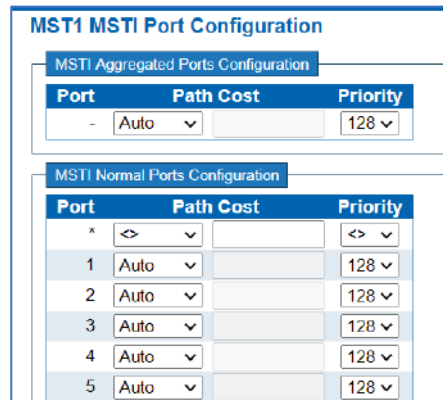 MST1 MSTI Port Configuration
MSTI Aggregated Ports Configuration
Port Path Cost Priority
- Auto 128
MSTI Normal Ports Configuration
Port Path Cost Priority
* <> <>
1 Auto 128
2 Auto 128
3 Auto 128
4 Auto 128
5 Auto 128